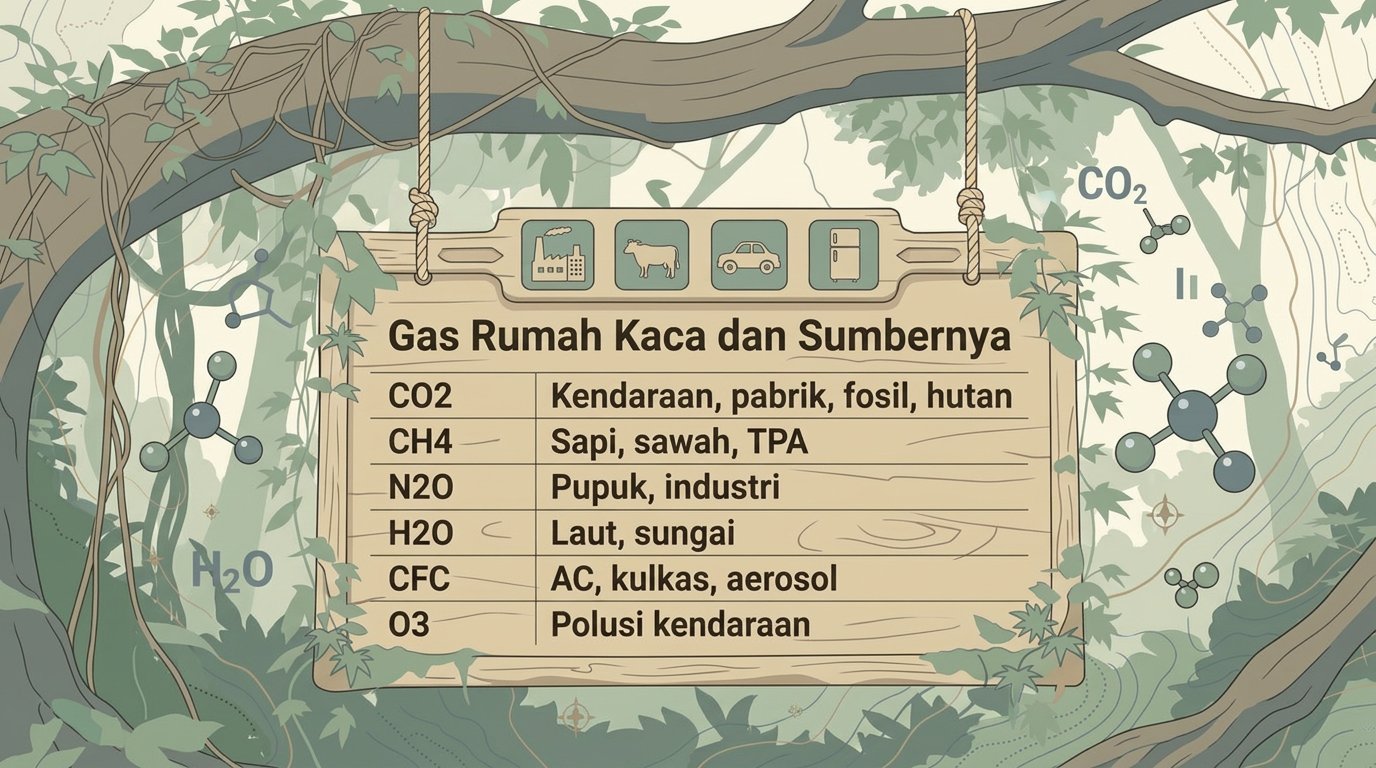 CO₂
Gas Rumah Kaca dan Sumbernya
CO2 Kendaraan, pabrik, fosil, hutan
CH4 Sapi, sawah, TPA
N2O Pupuk, industri
H2O Laut, sungai
CFC AC, kulkas, aerosol
O3 Polusi kendaraan
H₂O